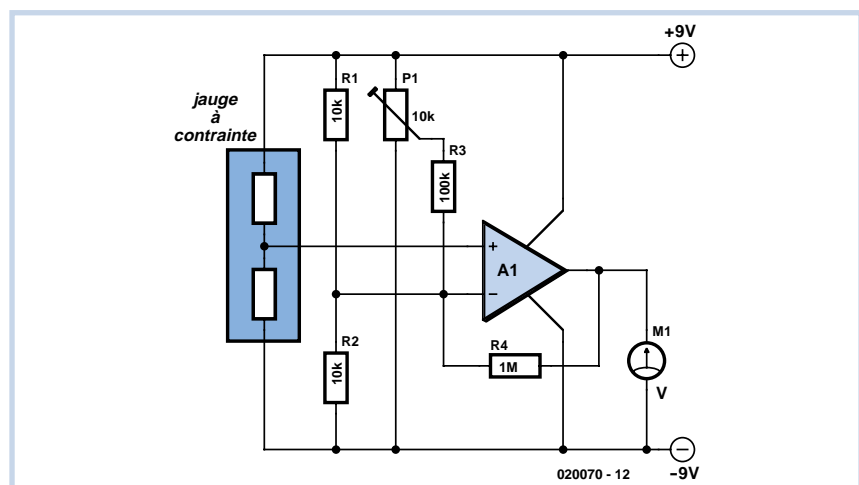 +9V
+
R1
10k
P1
10k
jauge
à
contrainte
R3
100k
+
A1
−
R2
10k
R4
1M
M1
V
020070 - 12
−
−9V